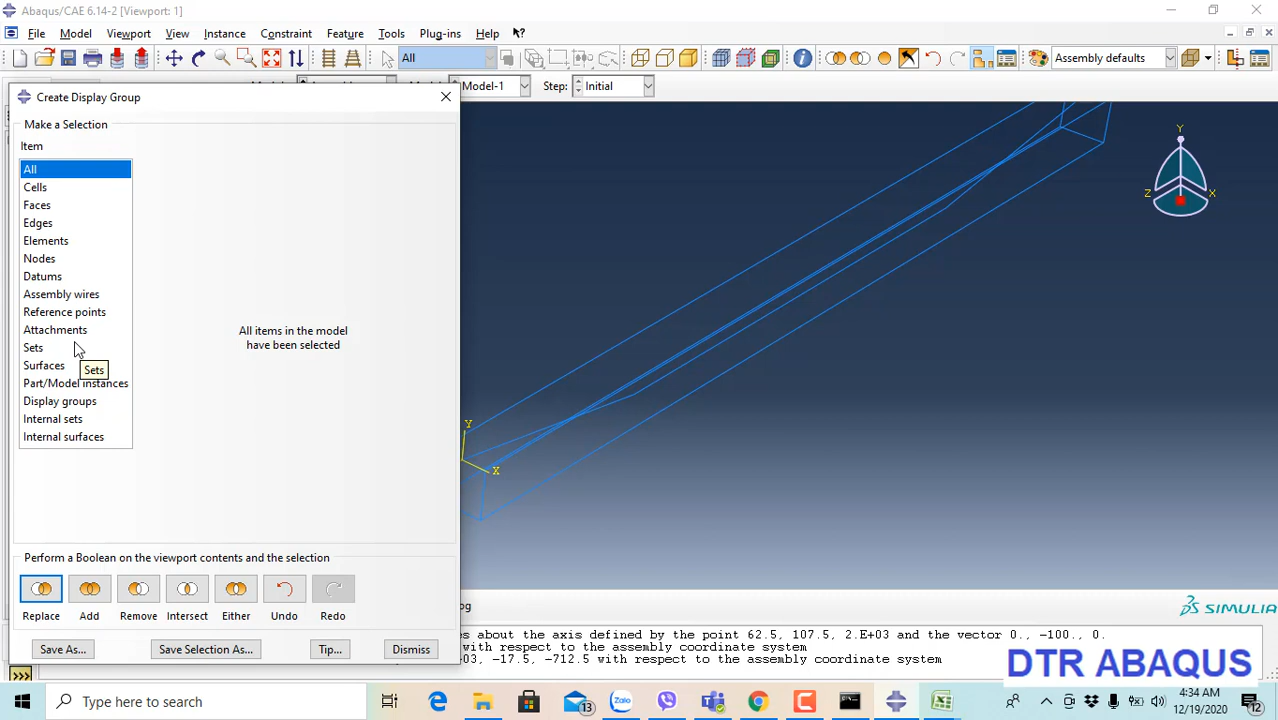 Abaqus/CAE 6.14-2 [Viewport: 1]
File Model Viewport View Instance Constraint Feature Tools Plug-ins Help
All Assembly defaults
Model-1 Step: Initial
Create Display Group
Make a Selection
Item
All
Cells
Faces
Edges
Elements
Nodes
Datums
Assembly wires
Reference points
Attachments
Sets
Surfaces
Sets
Part/Model instances
Display groups
Internal sets
Internal surfaces
All items in the model
have been selected
Y
Z X
Y
X
Perform a Boolean on the viewport contents and the selection
Replace Add Remove Intersect Either Undo Redo
Save As... Save Selection As... Tip... Dismiss
og
SIMULIA
es about the axis defined by the point 62.5, 107.5, 2.E+03 and the vector 0., -100., 0.
with respect to the assembly coordinate system
03, -17.5, -712.5 with respect to the assembly coordinate system
DTR ABAQUS
>>>
Type here to search
13
4:34 AM
12/19/2020
12